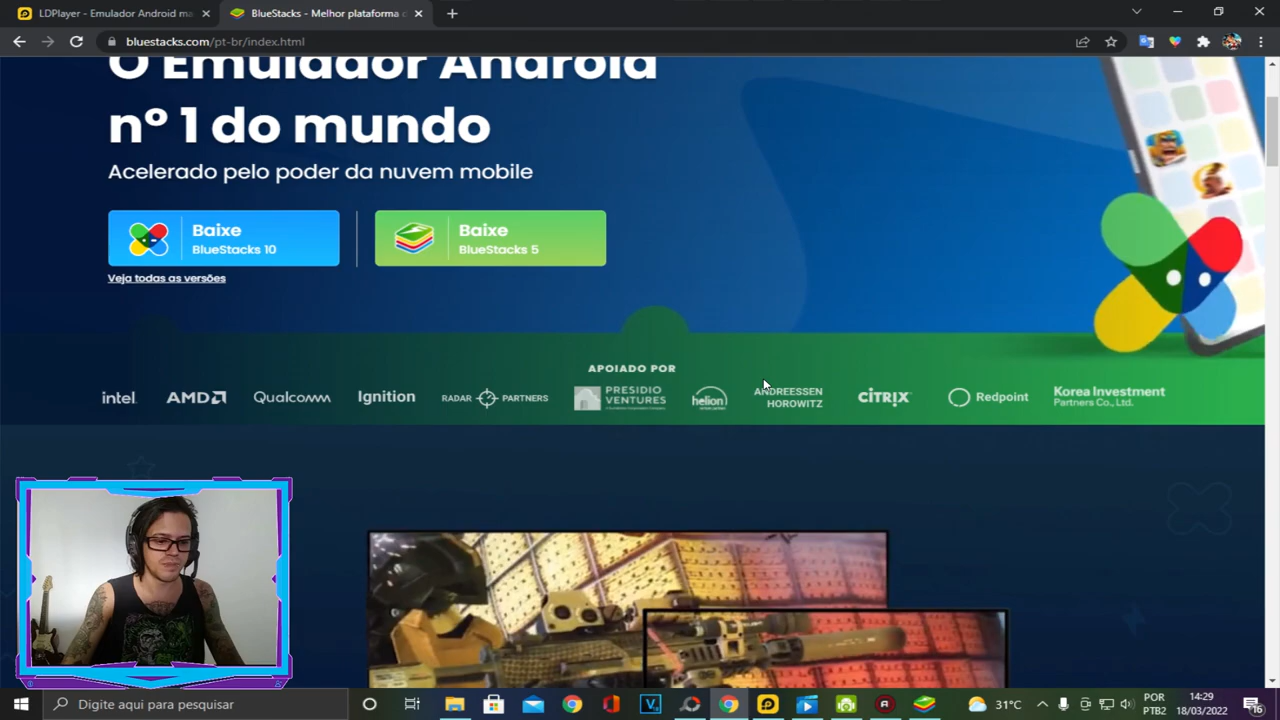 LDPlayer - Emulador Android ma
BlueStacks - Melhor plataforma d
bluestacks.com/pt-br/index.html
O Emulador Android
nº 1 do mundo
Acelerado pelo poder da nuvem mobile
Baixe
BlueStacks 10
Baixe
BlueStacks 5
Veja todas as versões
APOIADO POR
intel
AMD
Qualcomm
Ignition
RADAR PARTNERS
PRESIDIO
VENTURES
helion
ANDREESSEN
HOROWITZ
CITRIX
Redpoint
Korea Investment
Partners Co., Ltd.
Digite aqui para pesquisar
31°C
POR
PTB2
14:29
18/03/2022
16